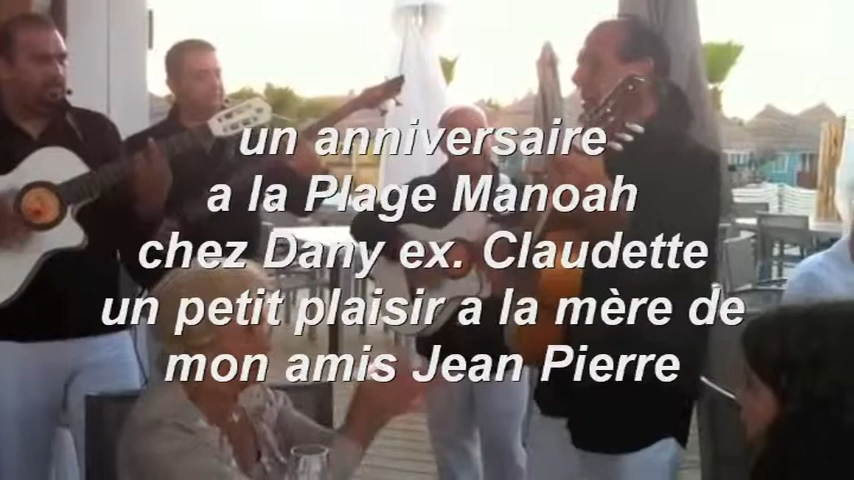 un anniversaire
a la Plage Manoah
chez Dany ex. Claudette
un petit plaisir a la mère de
mon amis Jean Pierre